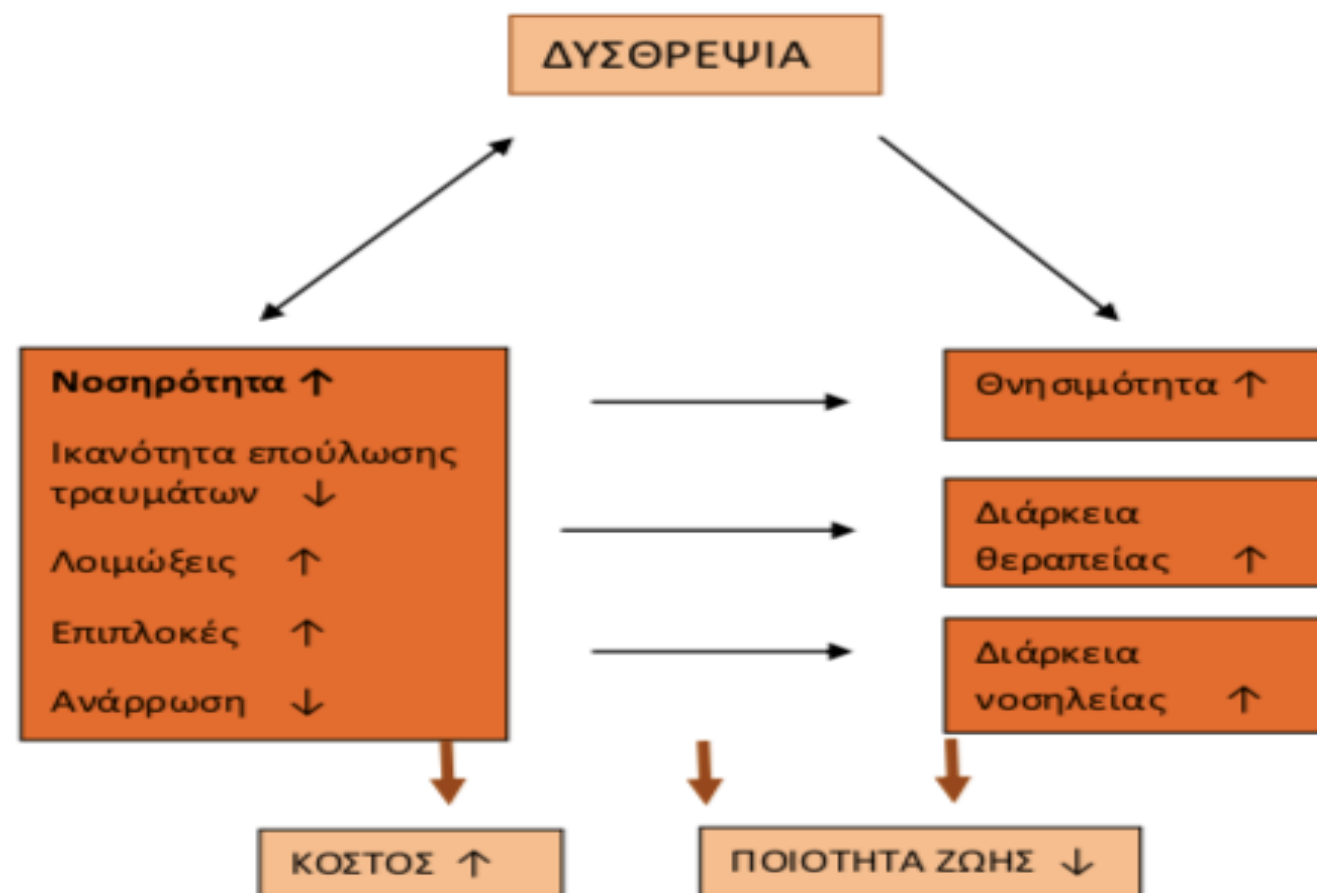 ΔΥΣΘΡΕΨΙΑ
Νοσηρότητα ↑
Ικανότητα επούλωσης
τραυμάτων ↓
Λοιμώξεις ↑
Επιπλοκές ↑
Ανάρρωση ↓
Θνησιμότητα ↑
Διάρκεια
θεραπείας ↑
Διάρκεια
νοσηλείας ↑
ΚΟΣΤΟΣ ↑
ΠΟΙΟΤΗΤΑ ΖΩΗΣ ↓